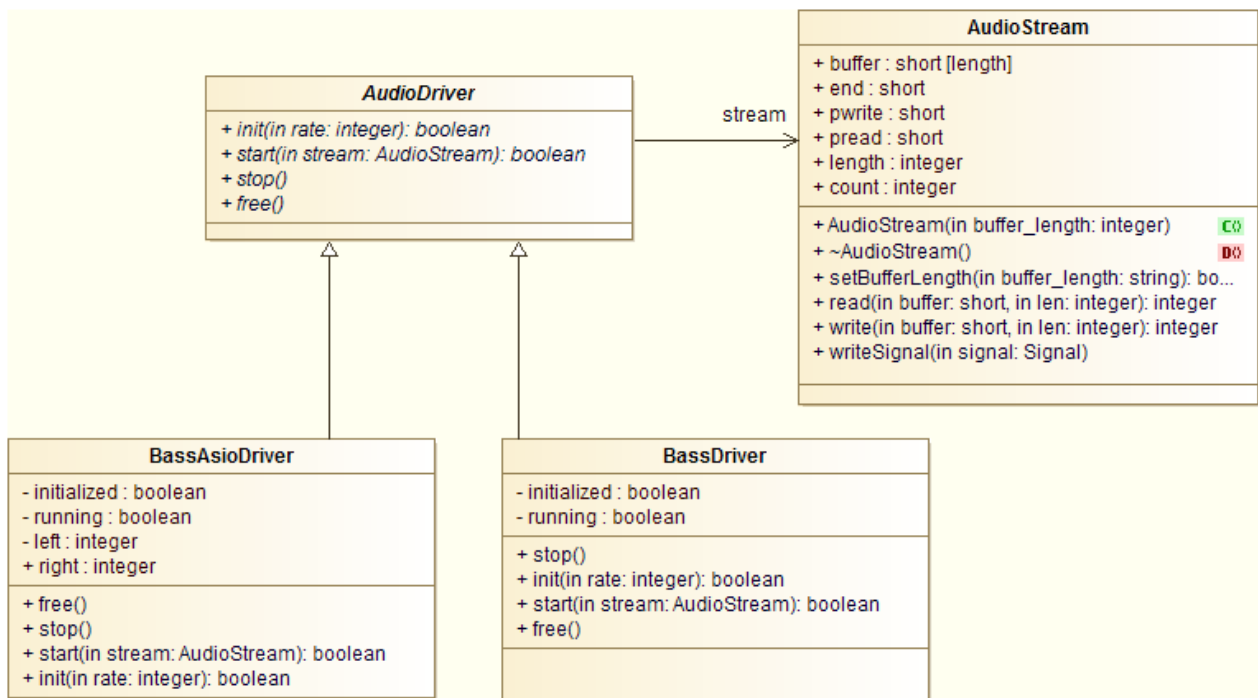 AudioDriver
+ init(in rate: integer): boolean
+ start(in stream: AudioStream): boolean
+ stop()
+ free()
stream
AudioStream
+ buffer : short [length]
+ end : short
+ pwrite : short
+ pread : short
+ length : integer
+ count : integer
+ AudioStream(in buffer_length: integer) C()
+ ~AudioStream() D()
+ setBufferLength(in buffer_length: string): bo...
+ read(in buffer: short, in len: integer): integer
+ write(in buffer: short, in len: integer): integer
+ writeSignal(in signal: Signal)
BassAsioDriver
- initialized : boolean
- running : boolean
- left : integer
+ right : integer
+ free()
+ stop()
+ start(in stream: AudioStream): boolean
+ init(in rate: integer): boolean
BassDriver
- initialized : boolean
- running : boolean
+ stop()
+ init(in rate: integer): boolean
+ start(in stream: AudioStream): boolean
+ free()